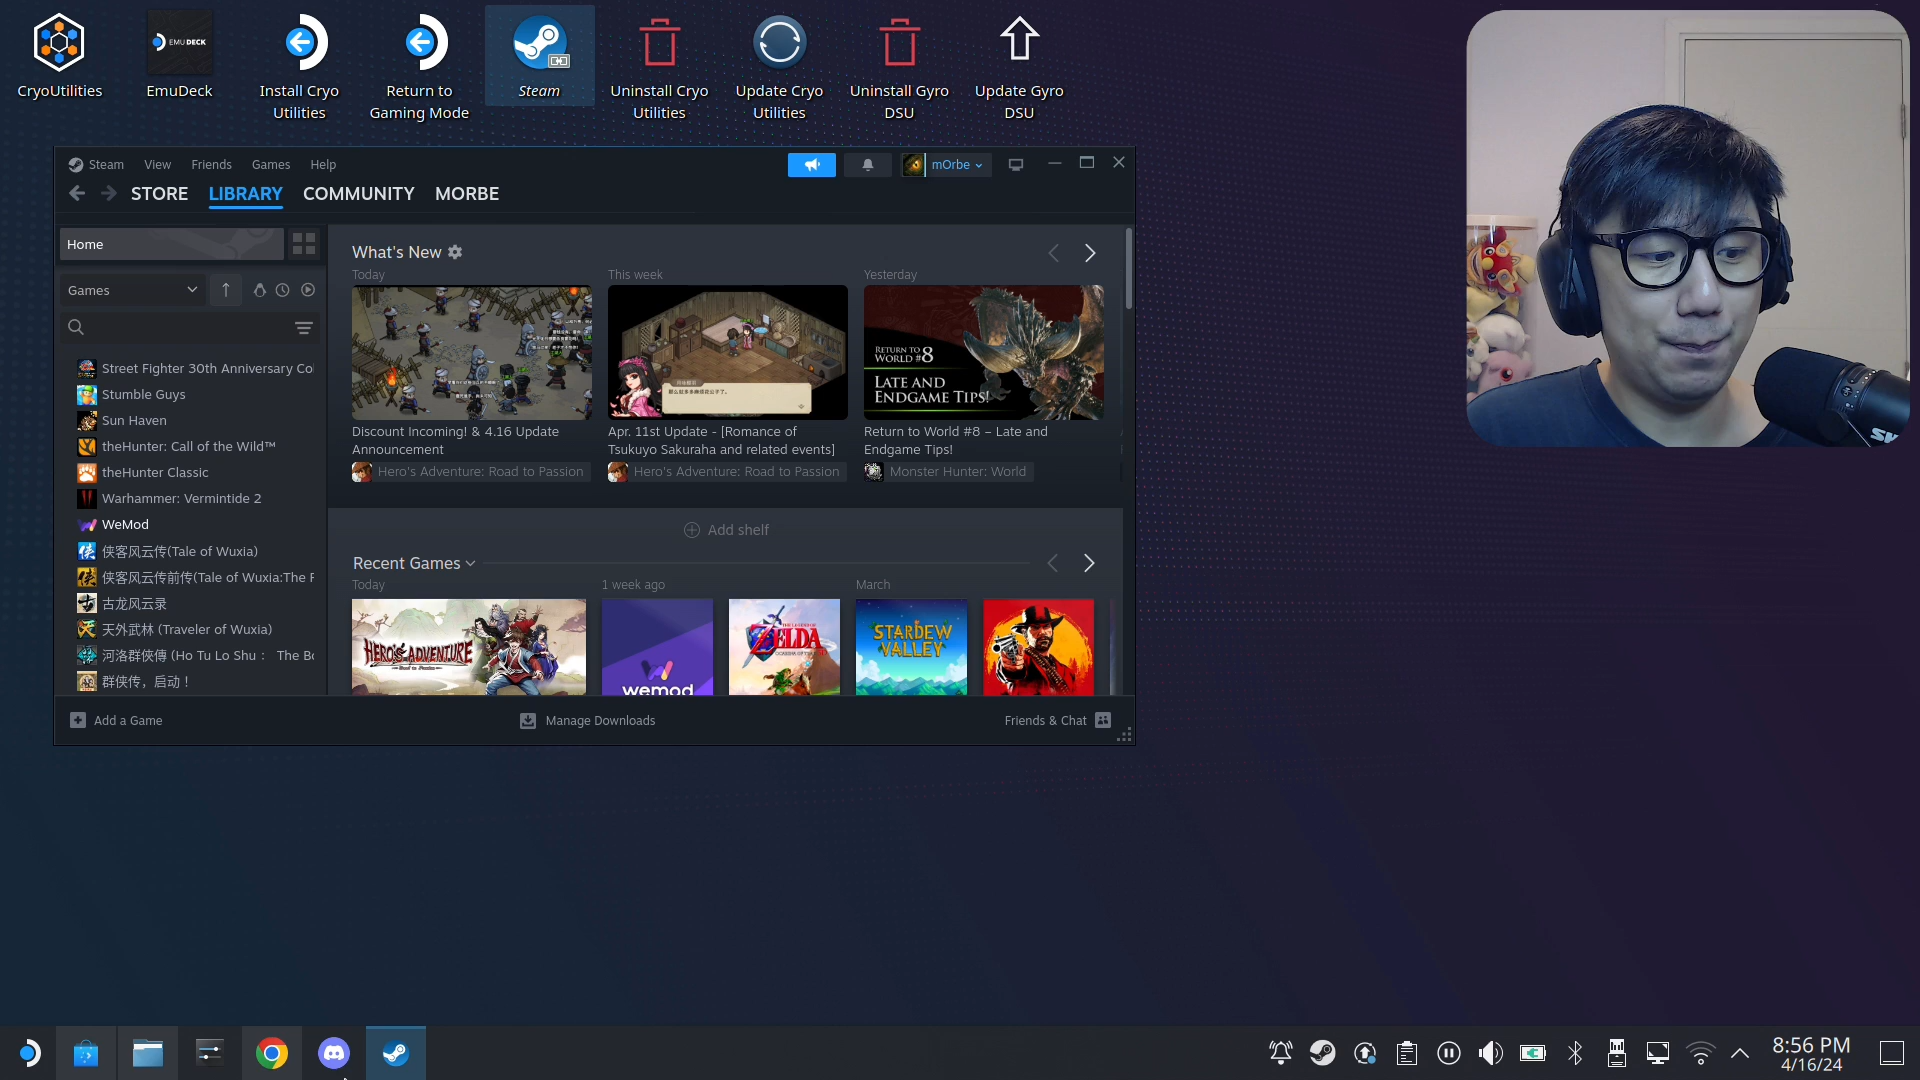 CryoUtilities
EMUDECK
EmuDeck
Install Cryo
Utilities
Return to
Gaming Mode
Steam
Uninstall Cryo
Utilities
Update Cryo
Utilities
Uninstall Gyro
DSU
Update Gyro
DSU
Steam View Friends Games Help
mOrbe
STORE LIBRARY COMMUNITY MORBE
Home
Games
Street Fighter 30th Anniversary Co
Stumble Guys
Sun Haven
theHunter: Call of the Wild™
theHunter Classic
Warhammer: Vermintide 2
WeMod
侠客风云传(Tale of Wuxia)
侠客风云传前传(Tale of Wuxia:The
古龙风云录
天外武林 (Traveler of Wuxia)
河洛群俠傳 (Ho Tu Lo Shu : The Bo
群侠传，启动！
What's New
Today
Discount Incoming! & 4.16 Update
Announcement
Hero's Adventure: Road to Passion
This week
Apr. 11st Update - [Romance of
Tsukuyo Sakuraha and related events]
Hero's Adventure: Road to Passion
Yesterday
RETURN TO
WORLD #8
LATE AND
ENDGAME TIPS!
Return to World #8 – Late and
Endgame Tips!
Monster Hunter: World
Add shelf
Recent Games
Today
HERO'S ADVENTURE
1 week ago
wemod
ZELDA
March
STARDEW
VALLEY
Add a Game
Manage Downloads
Friends & Chat
8:56 PM
4/16/24